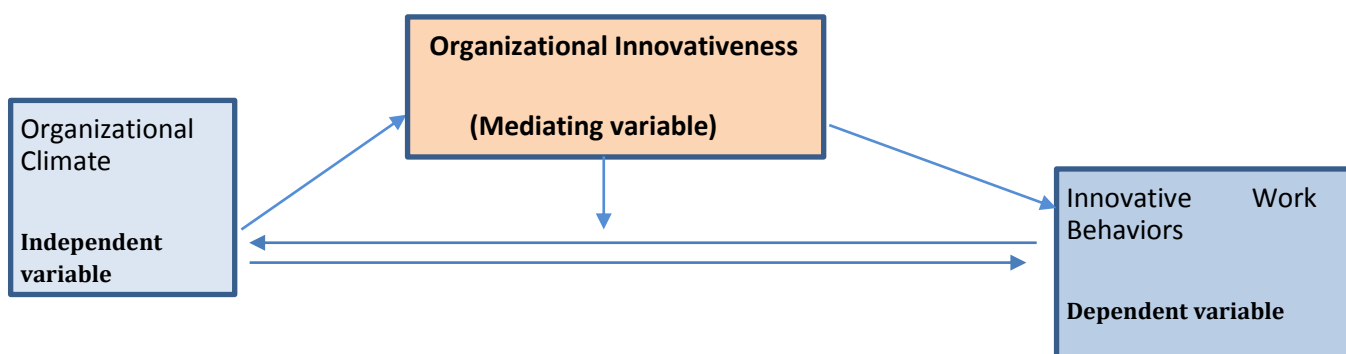 Organizational Innovativeness
(Mediating variable)
Organizational
Climate
Independent
variable
Innovative Work
Behaviors
Dependent variable